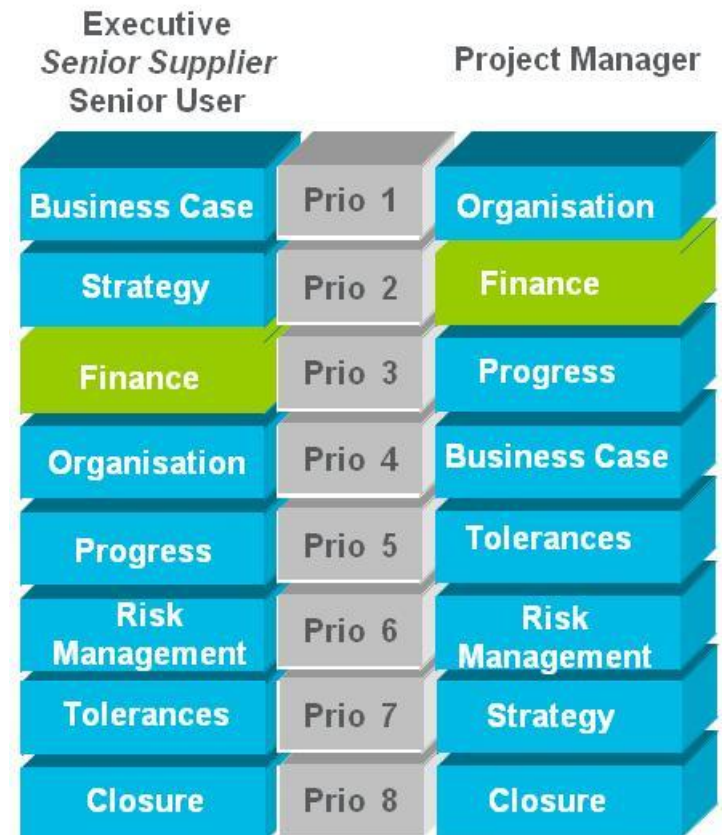 Executive
Senior Supplier
Senior User
Project Manager
Business Case
Prio 1
Organisation
Strategy
Prio 2
Finance
Finance
Prio 3
Progress
Organisation
Prio 4
Business Case
Progress
Prio 5
Tolerances
Risk
Management
Prio 6
Risk
Management
Tolerances
Prio 7
Strategy
Closure
Prio 8
Closure